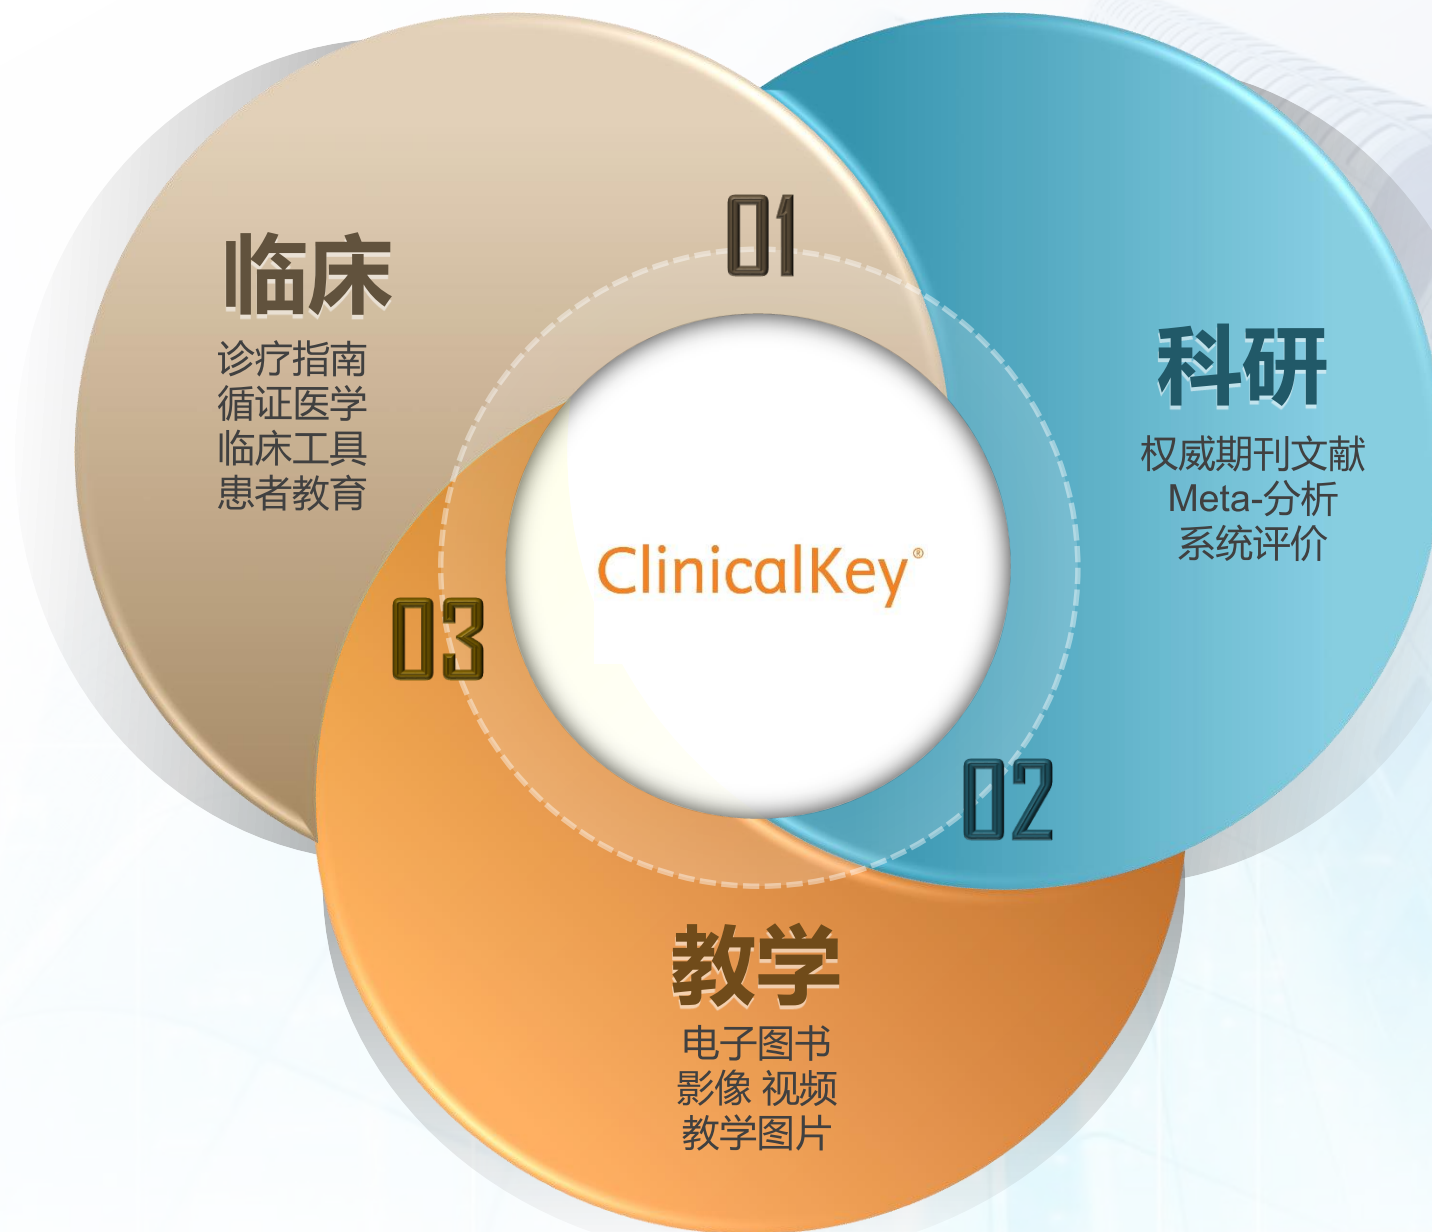 01
临床
诊疗指南
循证医学
临床工具
患者教育
02
科研
权威期刊文献
Meta-分析
系统评价
03
教学
电子图书
影像 视频
教学图片
ClinicalKey®